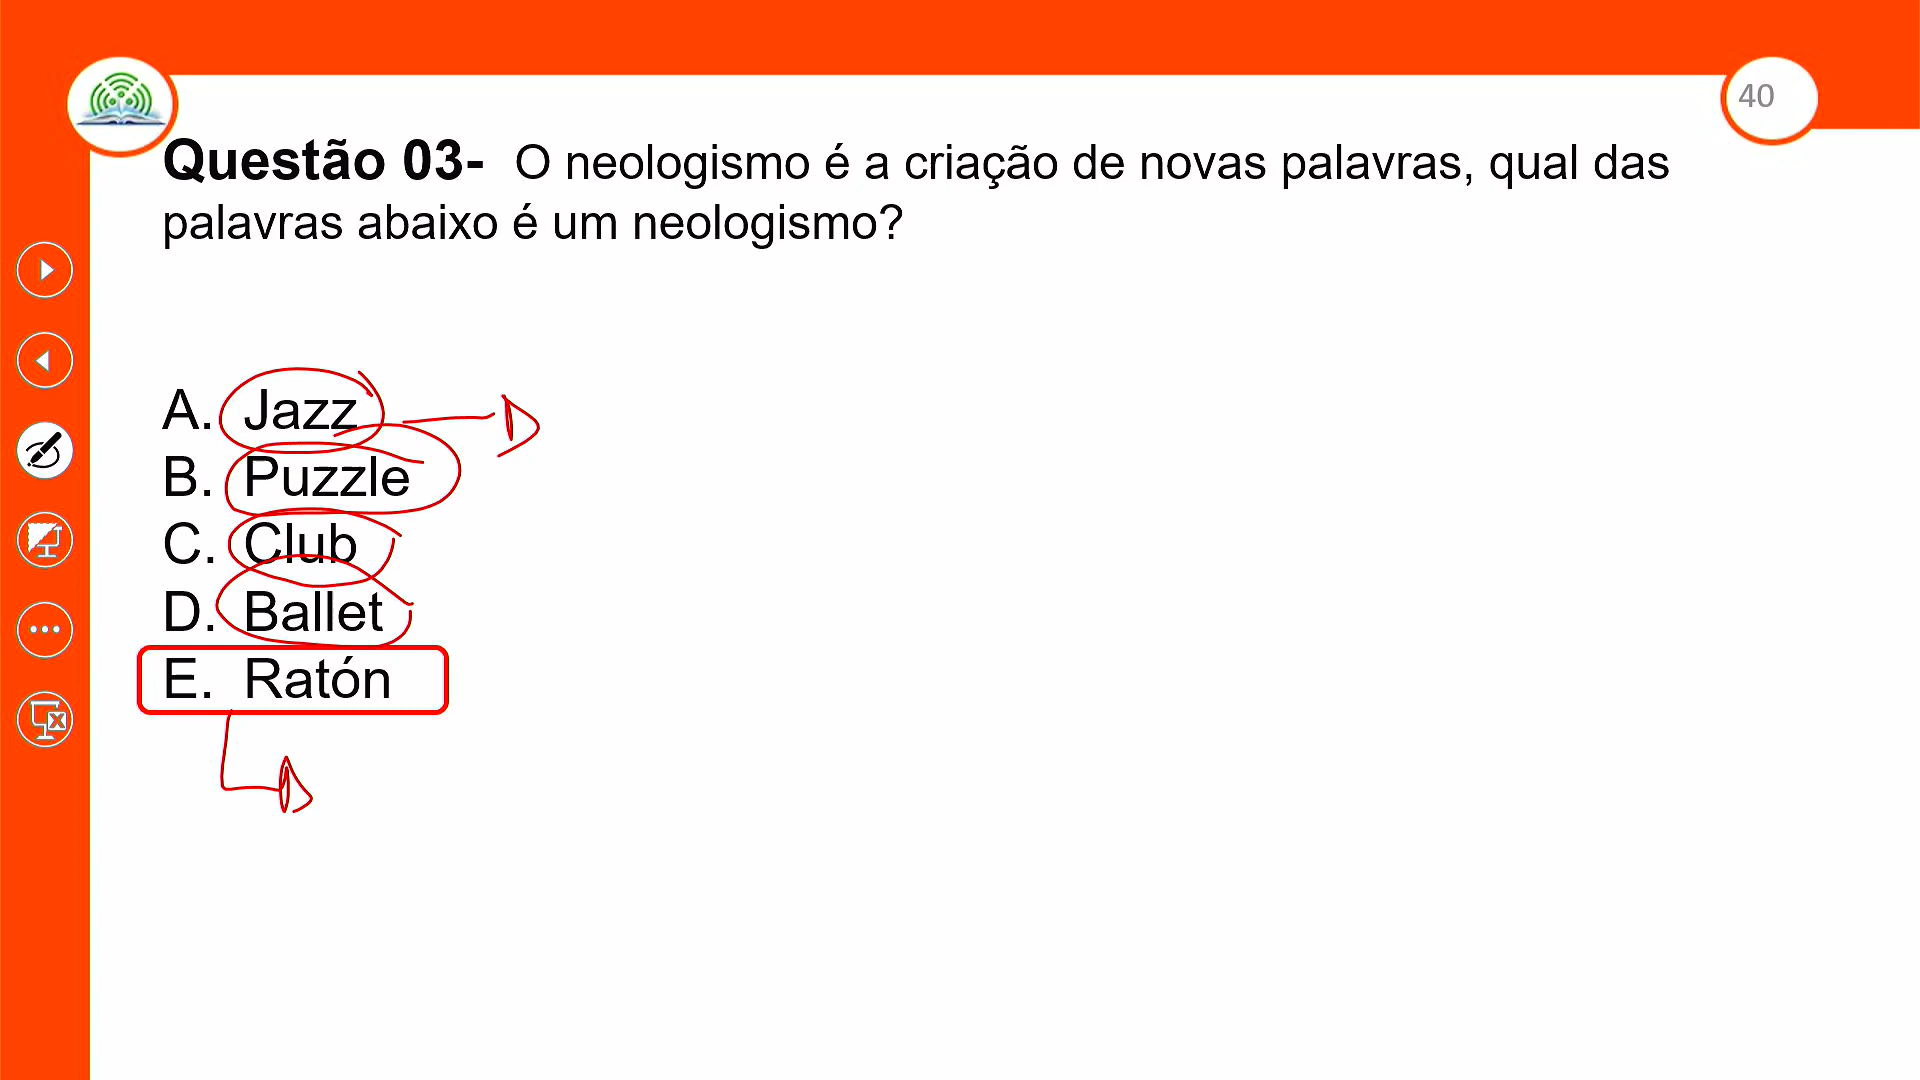 40
Questão 03- O neologismo é a criação de novas palavras, qual das
palavras abaixo é um neologismo?
A. Jazz
B. Puzzle
C. Club
D. Ballet
E. Ratón